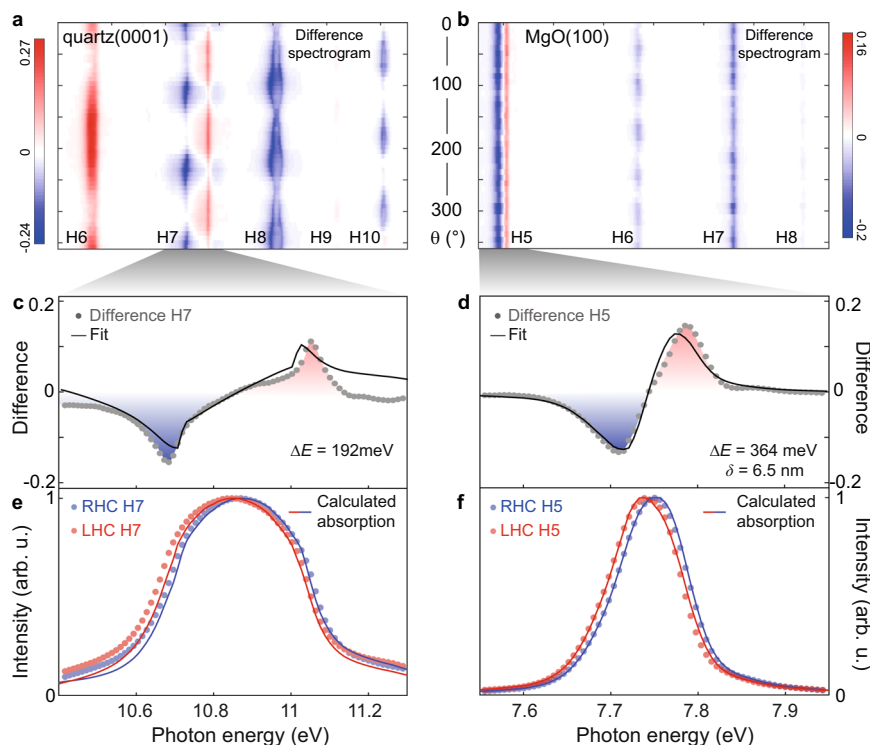 a quartz(0001) Difference spectrogram
0.27
0
-0.24
H6 H7 H8 H9 H10
b MgO(100) Difference spectrogram
0
100
200
300
θ (°)
H5 H6 H7 H8
0.16
0
-0.2
c
0.2
0
-0.2
Difference
Difference H7
Fit
ΔE = 192meV
d
0.2
0
-0.2
Difference
Difference H5
Fit
ΔE = 364 meV
δ = 6.5 nm
e
1
0
Intensity (arb. u.)
RHC H7
LHC H7
Calculated absorption
10.6 10.8 11 11.2
Photon energy (eV)
f
1
0
Intensity (arb. u.)
RHC H5
LHC H5
Calculated absorption
7.6 7.7 7.8 7.9
Photon energy (eV)